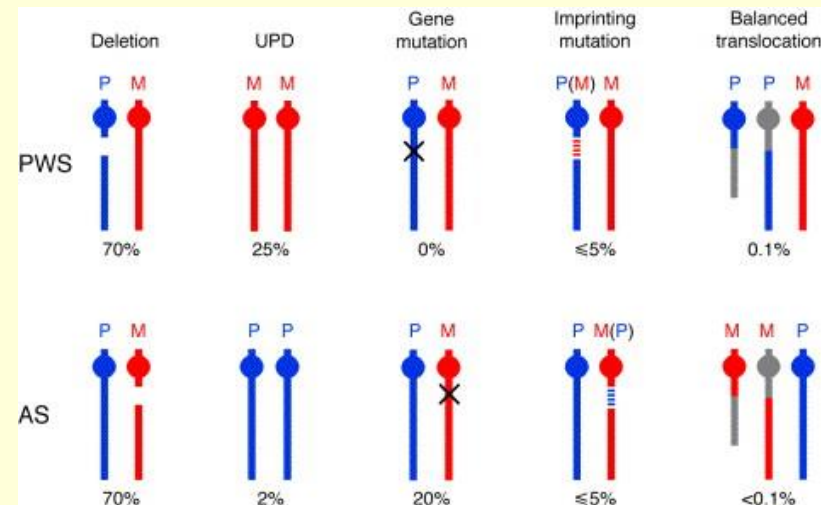 Deletion UPD Gene mutation Imprinting mutation Balanced translocation
P M M M P M P(M) M P P M
PWS
70% 25% 0% ≤5% 0.1%
P M P P P M P M(P) M M P
AS
70% 2% 20% ≤5% <0.1%